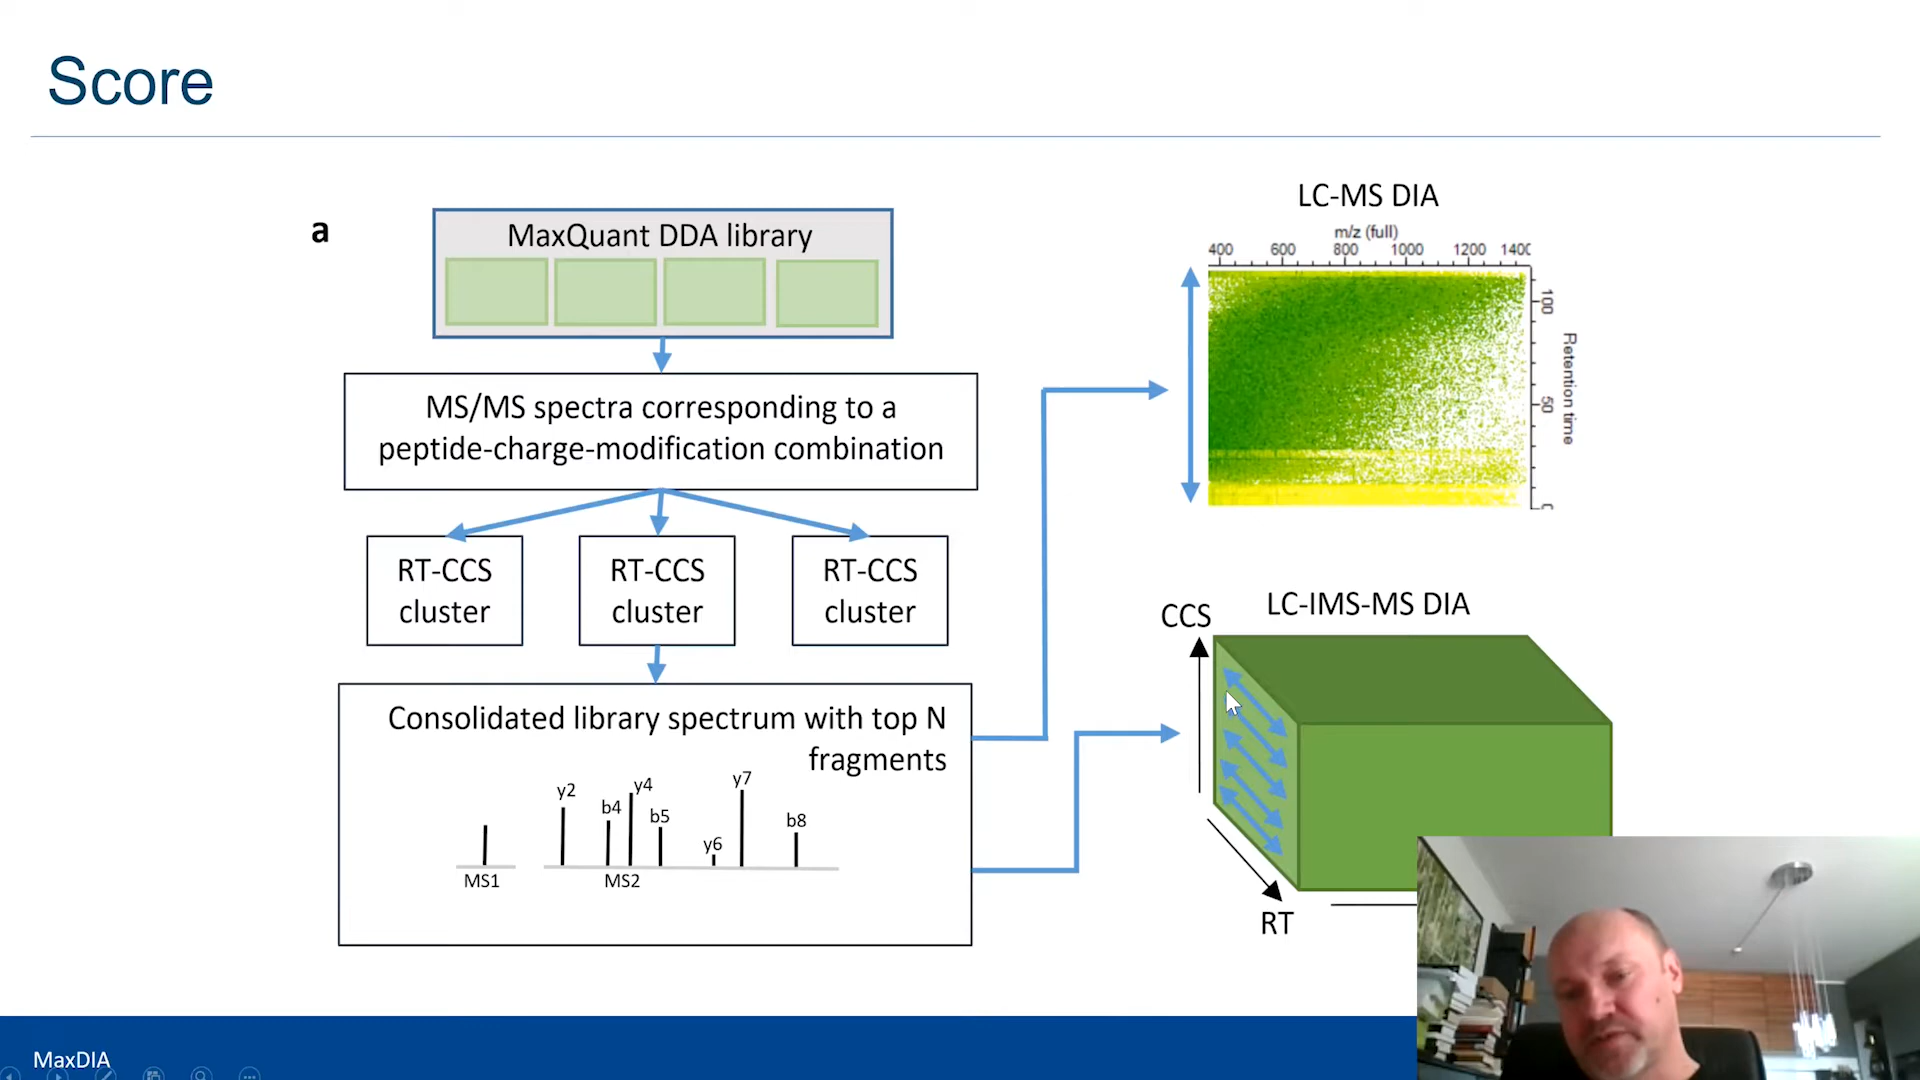 Score
a
MaxQuant DDA library
MS/MS spectra corresponding to a
peptide-charge-modification combination
RT-CCS
cluster
RT-CCS
cluster
RT-CCS
cluster
Consolidated library spectrum with top N
fragments
y2
b4
y4
b5
y6
y7
b8
MS1
MS2
LC-MS DIA
m/z (full)
400 600 800 1000 1200 1400
100
50
0
Retention time
LC-IMS-MS DIA
CCS
RT
MaxDIA